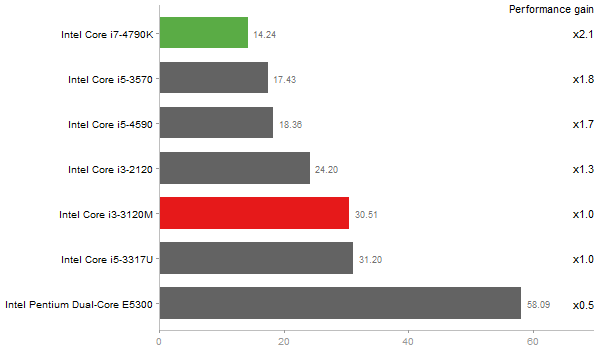 Performance gain
Intel Core i7-4790K 14.24 x2.1
Intel Core i5-3570 17.43 x1.8
Intel Core i5-4590 18.36 x1.7
Intel Core i3-2120 24.20 x1.3
Intel Core i3-3120M 30.51 x1.0
Intel Core i5-3317U 31.20 x1.0
Intel Pentium Dual-Core E5300 58.09 x0.5
0 20 40 60